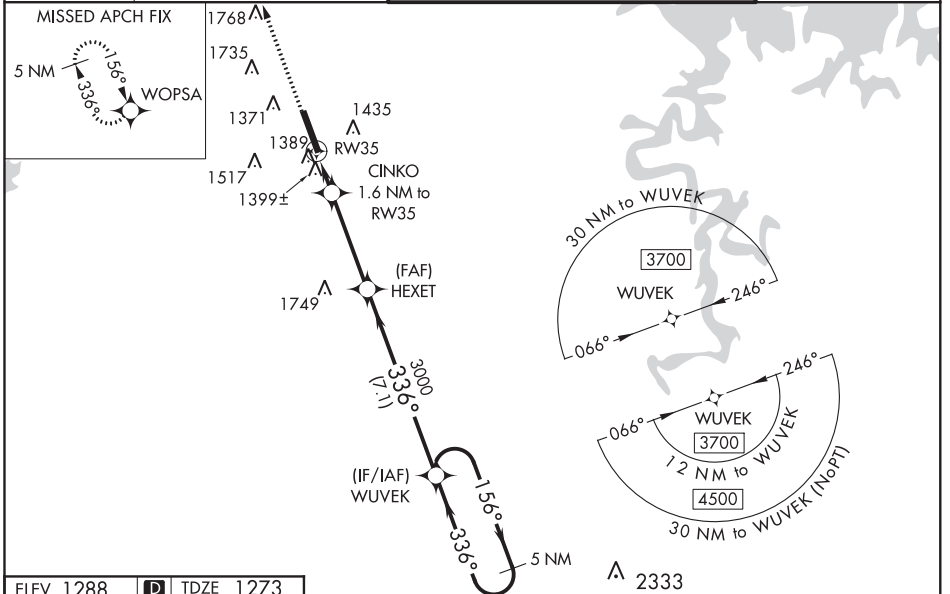 MISSED APCH FIX
5 NM
156°
336°
WOPSA
1768
1735
1371
1435
1389
RW35
1517
1399±
CINKO
1.6 NM to
RW35
(FAF)
HEXET
1749
3000
336°
(7.1)
(IF/IAF)
WUVEK
156°
336°
5 NM
2333
30 NM to WUVEK
3700
WUVEK
246°
066°
246°
066°
WUVEK
3700
12 NM to WUVEK
4500
30 NM to WUVEK (NoPT)
ELEV 1288 D TDZE 1273